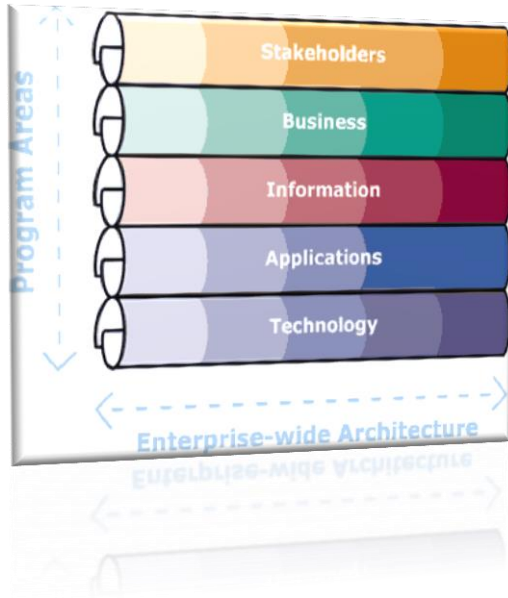 Program Areas
Stakeholders
Business
Information
Applications
Technology
Enterprise-wide Architecture